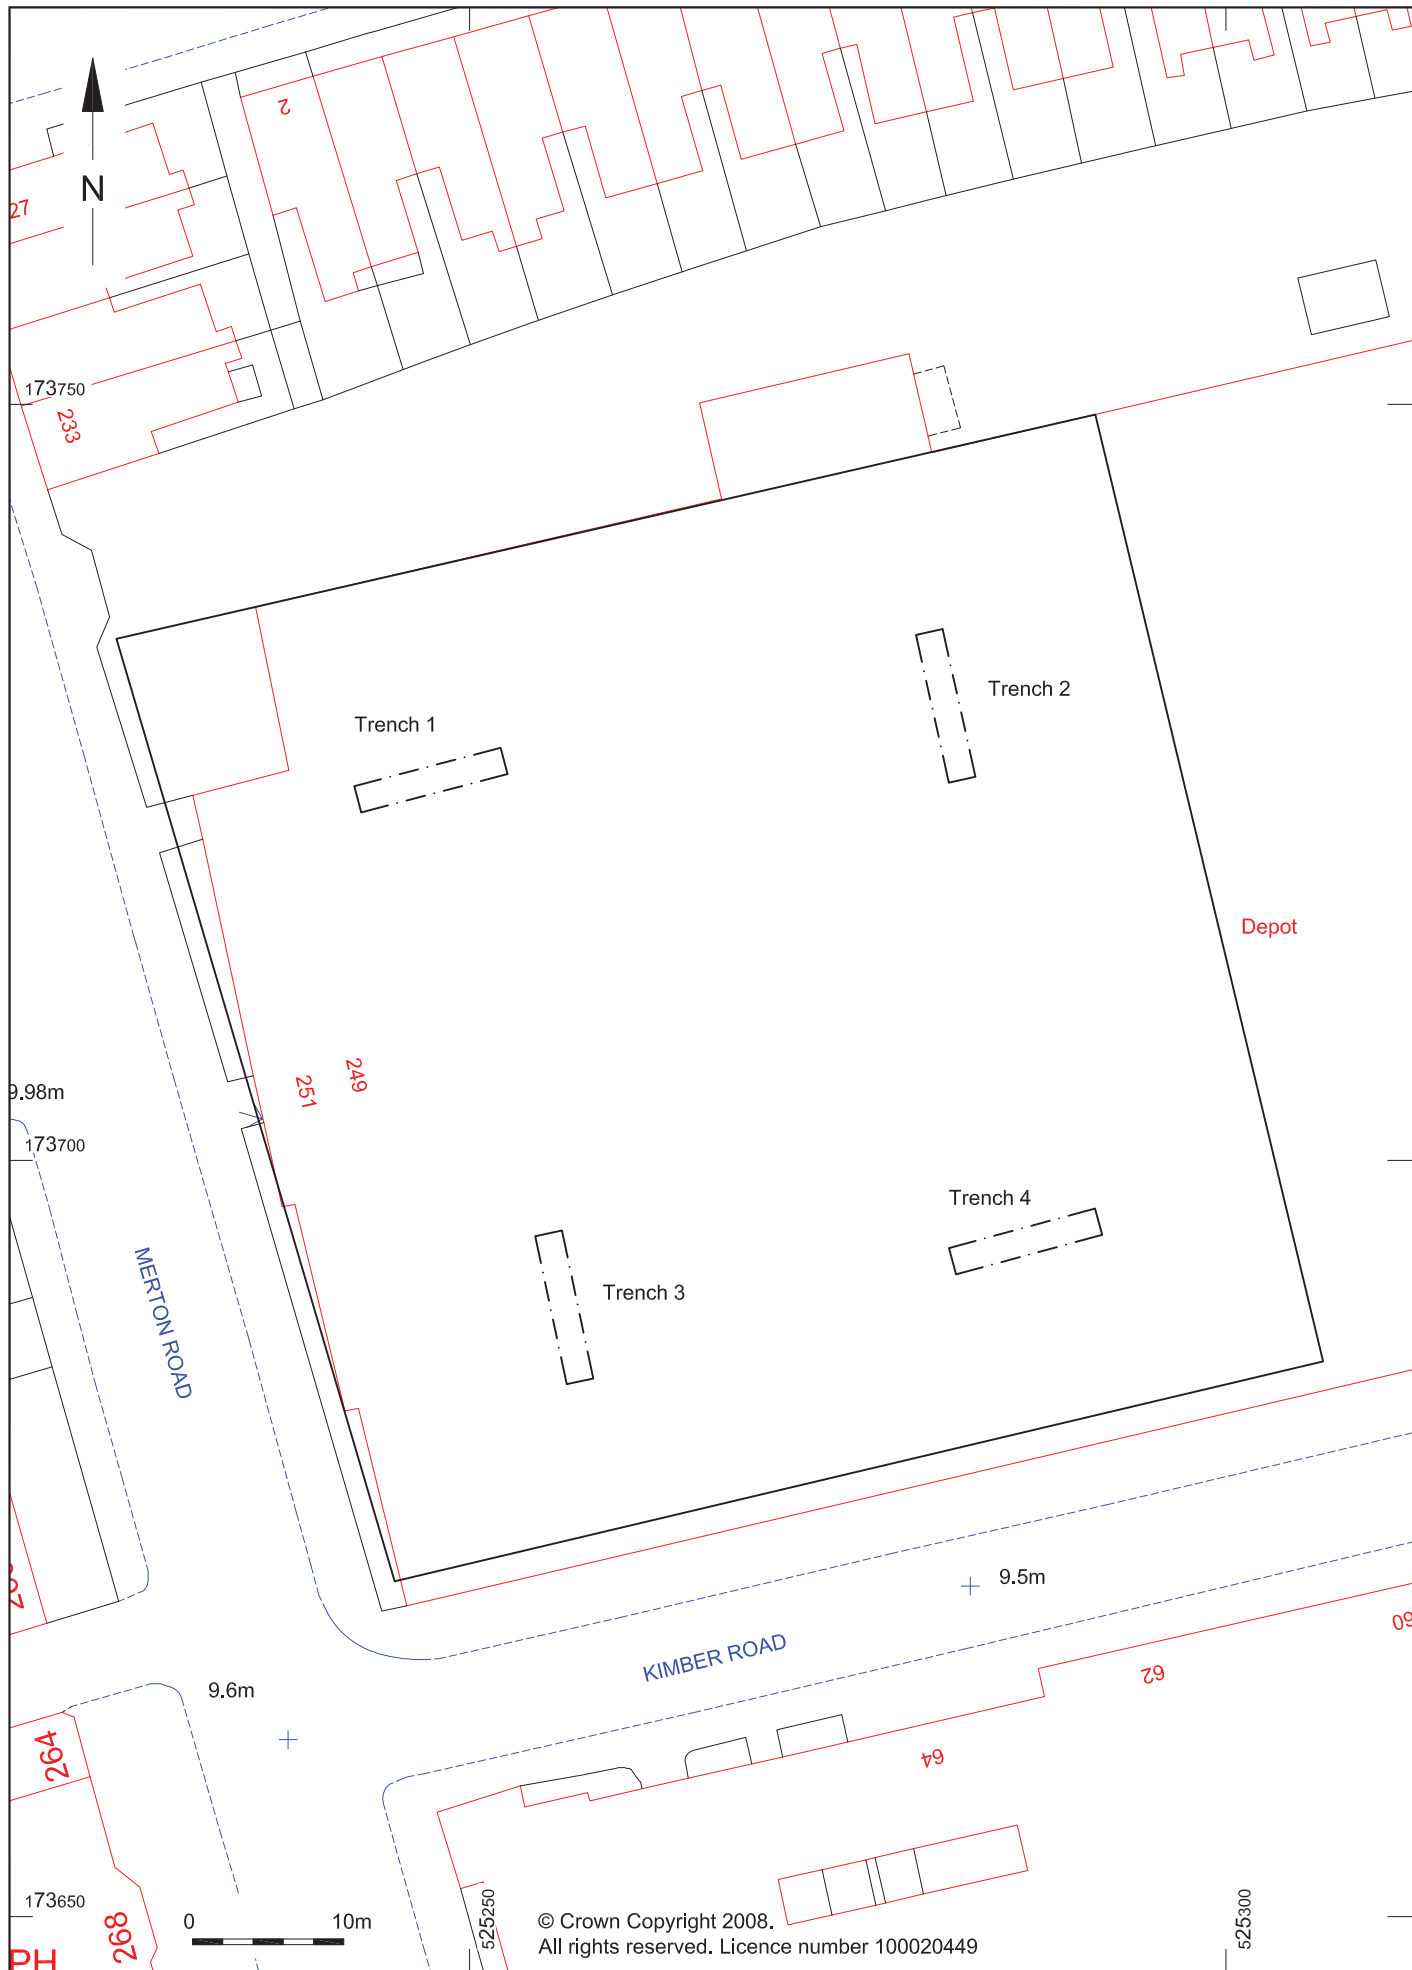 2
N
27
173750
233
Trench 1
Trench 2
Depot
249
251
9.98m
173700
Trench 4
MERTON ROAD
Trench 3
9.5m
60
KIMBER ROAD
62
9.6m
264
64
173650
268
0 10m
525250
525300
© Crown Copyright 2008.
All rights reserved. Licence number 100020449
PH